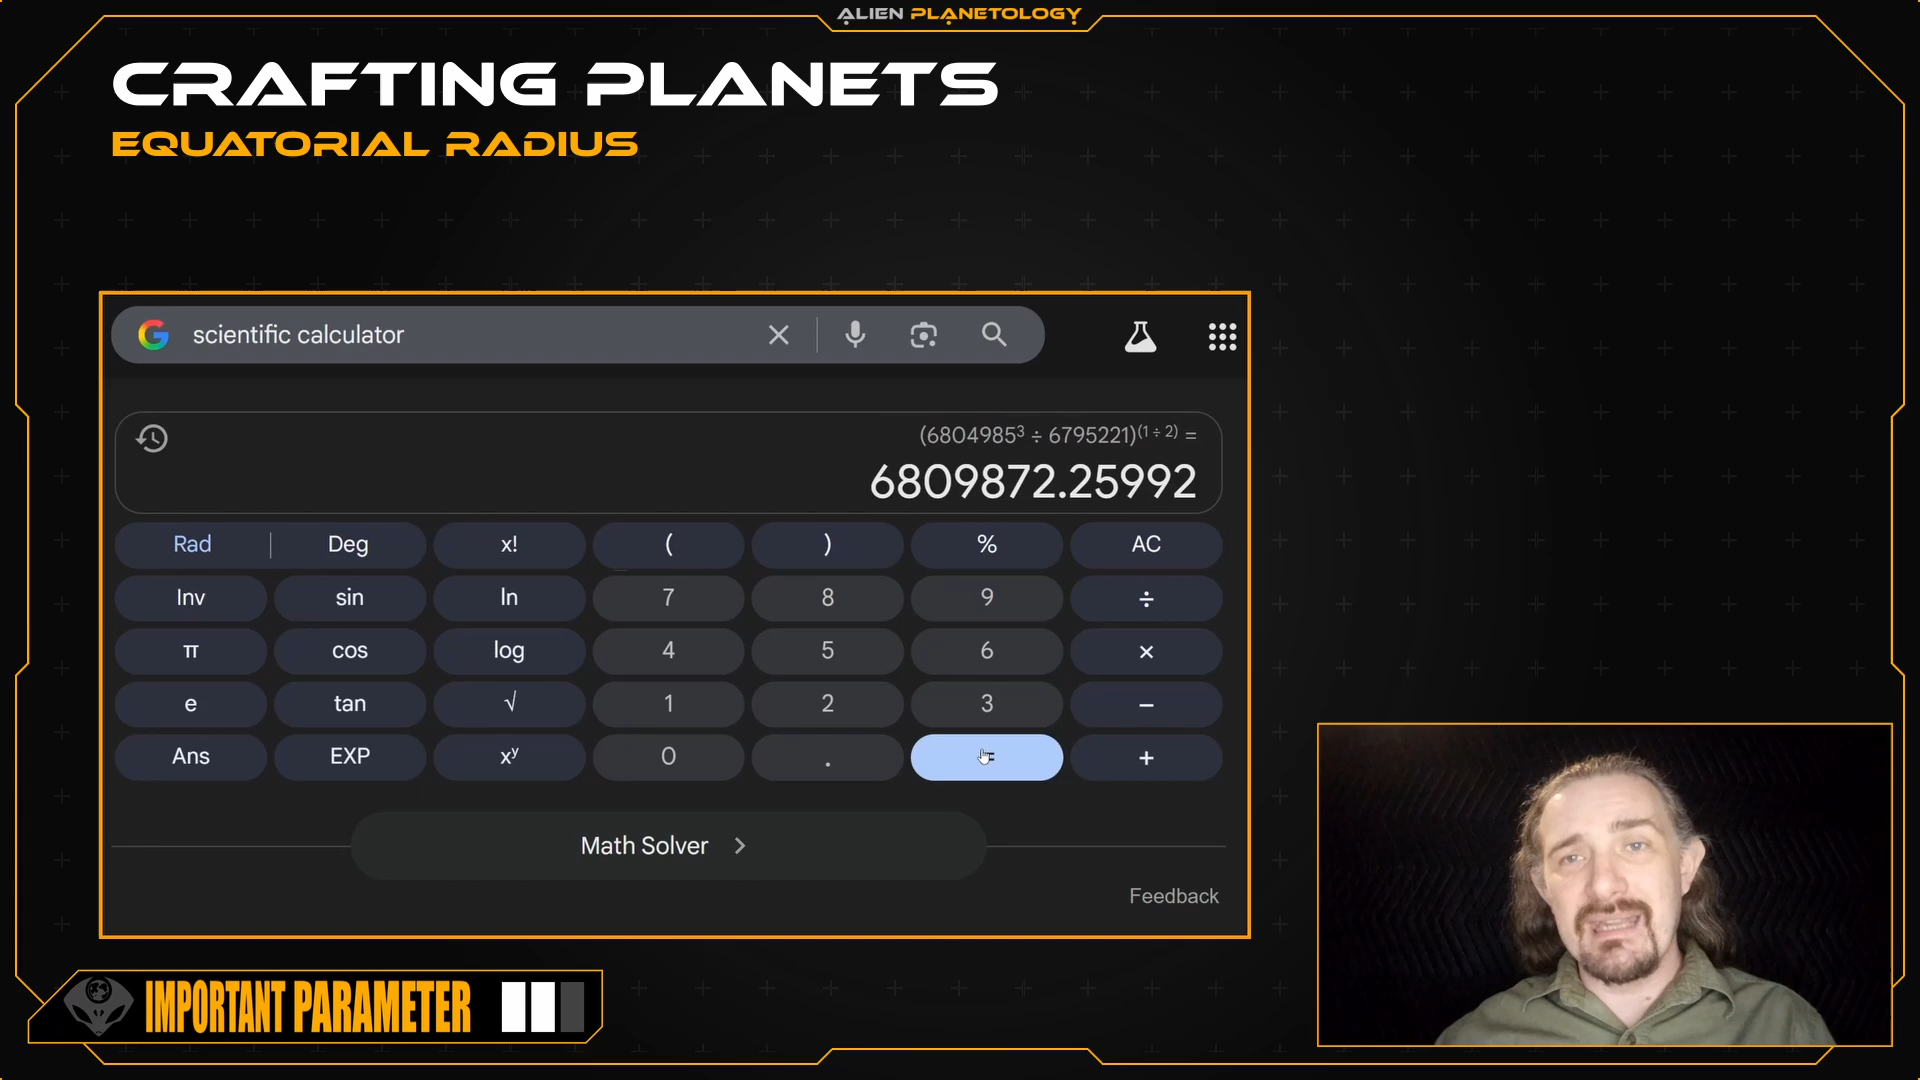 ALIEN PLANETOLOGY
CRAFTING PLANETS
EQUATORIAL RADIUS
scientific calculator
(6804985³ ÷ 6795221)⁽¹ ÷ ²⁾ =
6809872.25992
Rad | Deg x! ( ) % AC
Inv sin ln 7 8 9 ÷
π cos log 4 5 6 ×
e tan √ 1 2 3 −
Ans EXP xʸ 0 . = +
Math Solver
Feedback
IMPORTANT PARAMETER